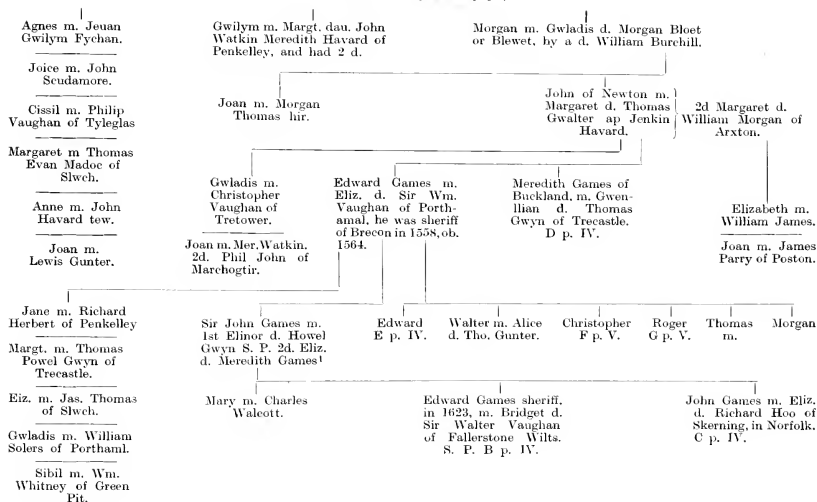 Agnes m. Jeuan
Gwilym Fychan.
Joice m. John
Scudamore.
Cissil m. Philip
Vaughan of Tyleglas
Margaret m Thomas
Evan Madoc of
Slwch.
Anne m. John
Havard tew.
Joan m.
Lewis Gunter.
Gwilym m. Margt. dau. John
Watkin Meredith Havard of
Penkelley, and had 2 d.
Morgan m. Gwladis d. Morgan Bloet
or Blewet, by a d. William Burchill.
Joan m. Morgan
Thomas hir.
John of Newton m.
Margaret d. Thomas
Gwalter ap Jenkin
Havard.
2d Margaret d.
William Morgan of
Arxton.
Gwladis m.
Christopher
Vaughan of
Tretower.
Joan m. Mer. Watkin.
2d. Phil John of
Marchogtir.
Edward Games m.
Eliz. d. Sir Wm.
Vaughan of Porth-
amal, he was sheriff
of Brecon in 1558, ob.
1564.
Meredith Games of
Buckland, m. Gwen-
llian d. Thomas
Gwyn of Trecastle.
D p. IV.
Elizabeth m.
William James.
Joan m. James
Parry of Poston.
Jane m. Richard
Herbert of Penkelley
Margt. m. Thomas
Powel Gwyn of
Trecastle.
Eiz. m. Jas. Thomas
of Slwch.
Gwladis m. William
Solers of Porthaml.
Sibil m. Wm.
Whitney of Green
Pit.
Sir John Games m.
1st Elinor d. Howel
Gwyn S. P. 2d. Eliz.
d. Meredith Games¹
Edward
E p. IV.
Walter m. Alice
d. Tho. Gunter.
Christopher
F p. V.
Roger
G p. V.
Thomas
m.
Morgan
Mary m. Charles
Walcott.
Edward Games sheriff,
in 1623, m. Bridget d.
Sir Walter Vaughan
of Fallerstone Wilts.
S. P. B p. IV.
John Games m. Eliz.
d. Richard Hoo of
Skerning, in Norfolk.
C p. IV.